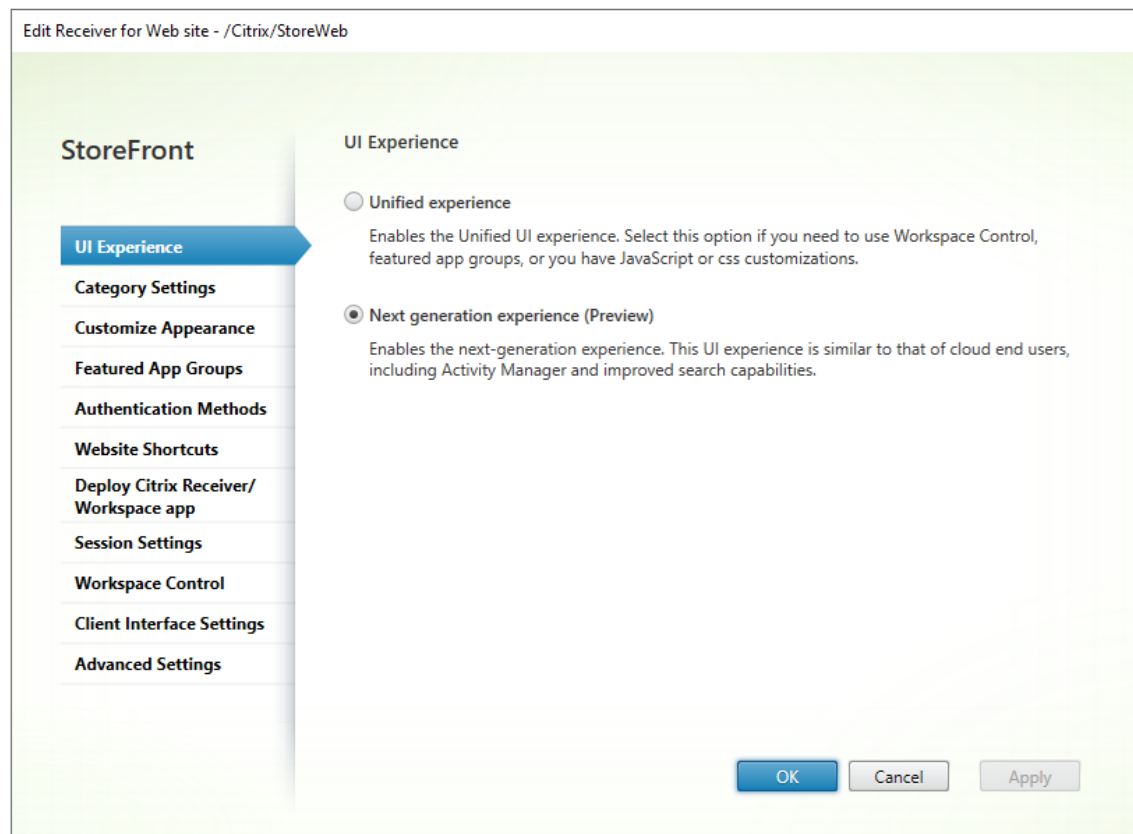 Edit Receiver for Web site - /Citrix/StoreWeb
StoreFront
UI Experience
Category Settings
Customize Appearance
Featured App Groups
Authentication Methods
Website Shortcuts
Deploy Citrix Receiver/
Workspace app
Session Settings
Workspace Control
Client Interface Settings
Advanced Settings
UI Experience
Unified experience
Enables the Unified UI experience. Select this option if you need to use Workspace Control,
featured app groups, or you have JavaScript or css customizations.
Next generation experience (Preview)
Enables the next-generation experience. This UI experience is similar to that of cloud end users,
including Activity Manager and improved search capabilities.
OK
Cancel
Apply